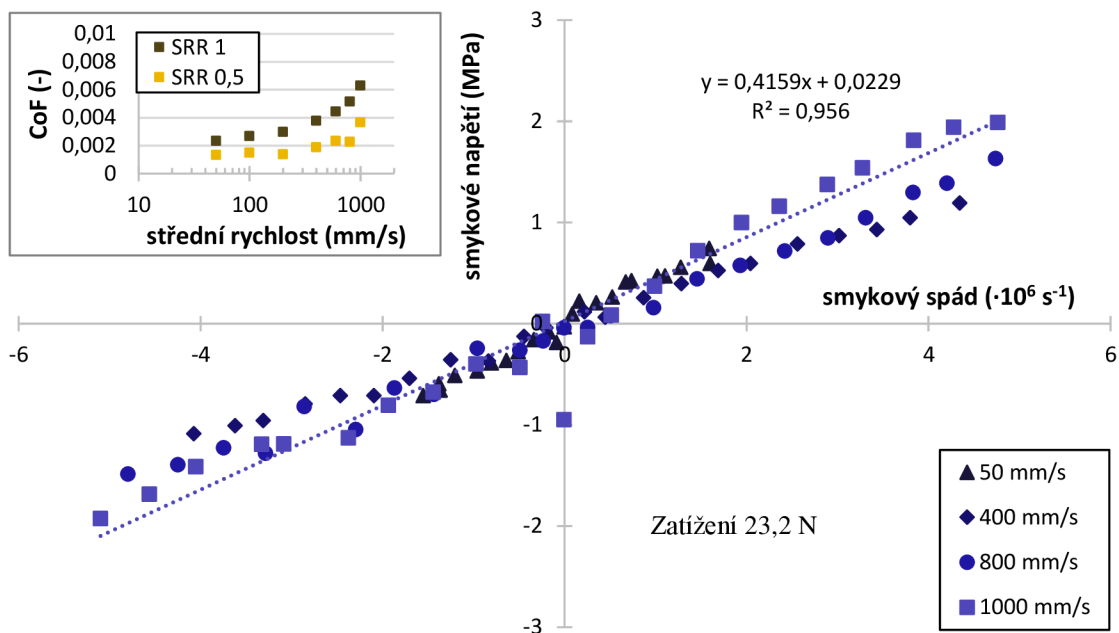 0,01
0,008
0,006
0,004
0,002
0
CoF (-)
SRR 1
SRR 0,5
10
100
1000
střední rychlost (mm/s)
smykové napětí (MPa)
3
2
1
0
-1
-2
-3
y = 0,4159x + 0,0229
R² = 0,956
smykový spád (·10⁶ s⁻¹)
-6
-4
-2
0
2
4
6
Zatížení 23,2 N
50 mm/s
400 mm/s
800 mm/s
1000 mm/s